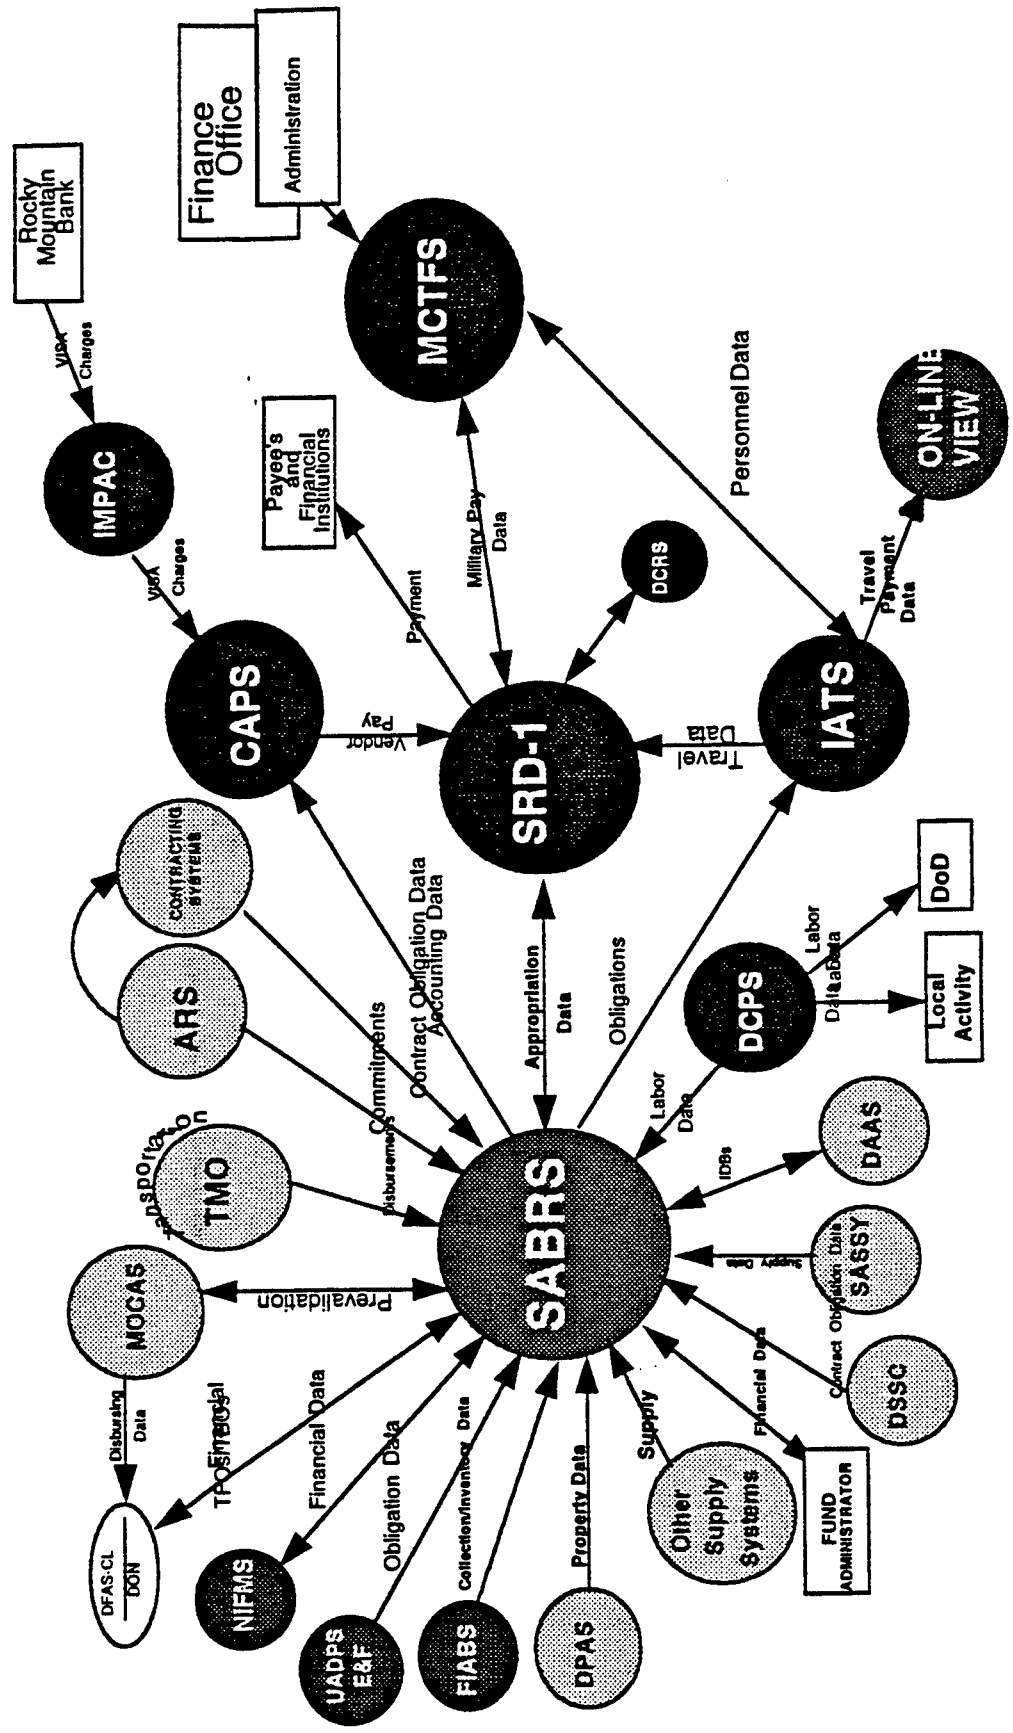 Rocky
Mountain
Bank
Finance
Office
Administration
VISA
Charges
IMPAC
MCTFS
Payee's
and
Financial
Institutions
VISA
Charges
CAPS
Payment
Military Pay
Data
DCRS
Personnel Data
ON-LINE
VIEW
Vendor
Pay
SRD-1
Travel
Data
IATS
Travel
Payment
Data
CONTRACTING
SYSTEMS
ARS
Commitments
Contract Obligation Data
Accounting Data
Appropriation
Data
Obligations
DCPS
Labor
Data
Labor
Data
Labor
Data
DoD
Local
Activity
Transportation
TMO
Disbursements
SABRS
IDBs
DAAS
MOCAS
Prevalidation
Supply Data
SASSY
Contract Obligation Data
DSSC
Disbursing
Data
DFAS-CL
DON
Financial
TFOS/TBOS
Financial Data
NIFMS
Obligation Data
UADPS
E&F
Collection/Inventory Data
FIABS
Property Data
DPAS
Supply
Other
Supply
Systems
Financial Data
FUND
ADMINISTRATOR